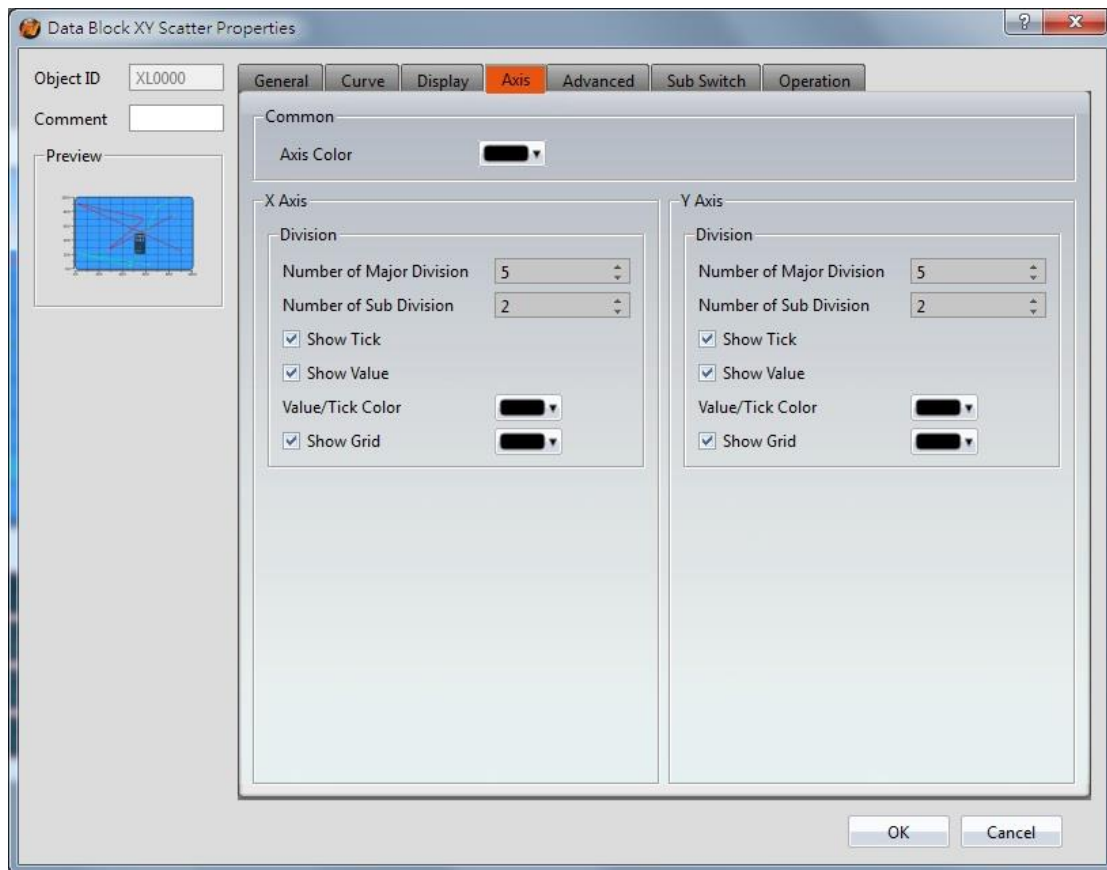 Data Block XY Scatter Properties
Object ID XL0000
Comment
Preview
General Curve Display Axis Advanced Sub Switch Operation
Common
Axis Color
X Axis
Division
Number of Major Division 5
Number of Sub Division 2
Show Tick
Show Value
Value/Tick Color
Show Grid
Y Axis
Division
Number of Major Division 5
Number of Sub Division 2
Show Tick
Show Value
Value/Tick Color
Show Grid
OK Cancel